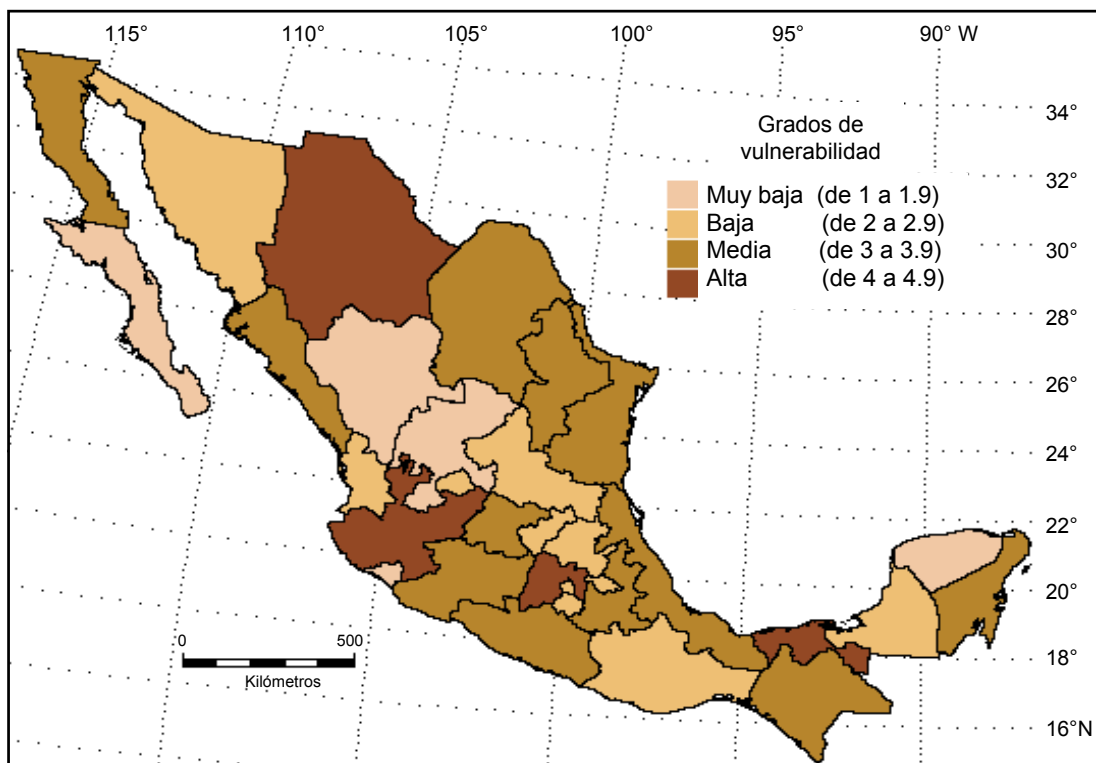 115° 110° 105° 100° 95° 90° W
34°
Grados de
vulnerabilidad
32°
Muy baja (de 1 a 1.9)
Baja (de 2 a 2.9)
30°
Media (de 3 a 3.9)
Alta (de 4 a 4.9)
28°
26°
24°
22°
20°
0 500
Kilómetros
18°
16°N